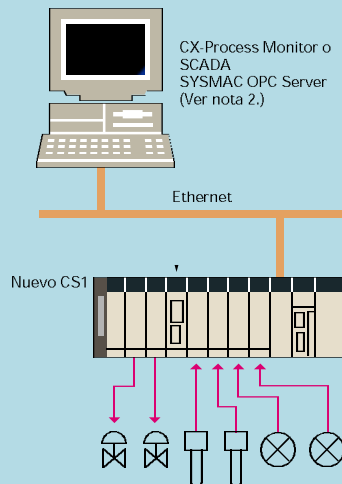 CX-Process Monitor o
SCADA
SYSMAC OPC Server
(Ver nota 2.)
Ethernet
Nuevo CS1